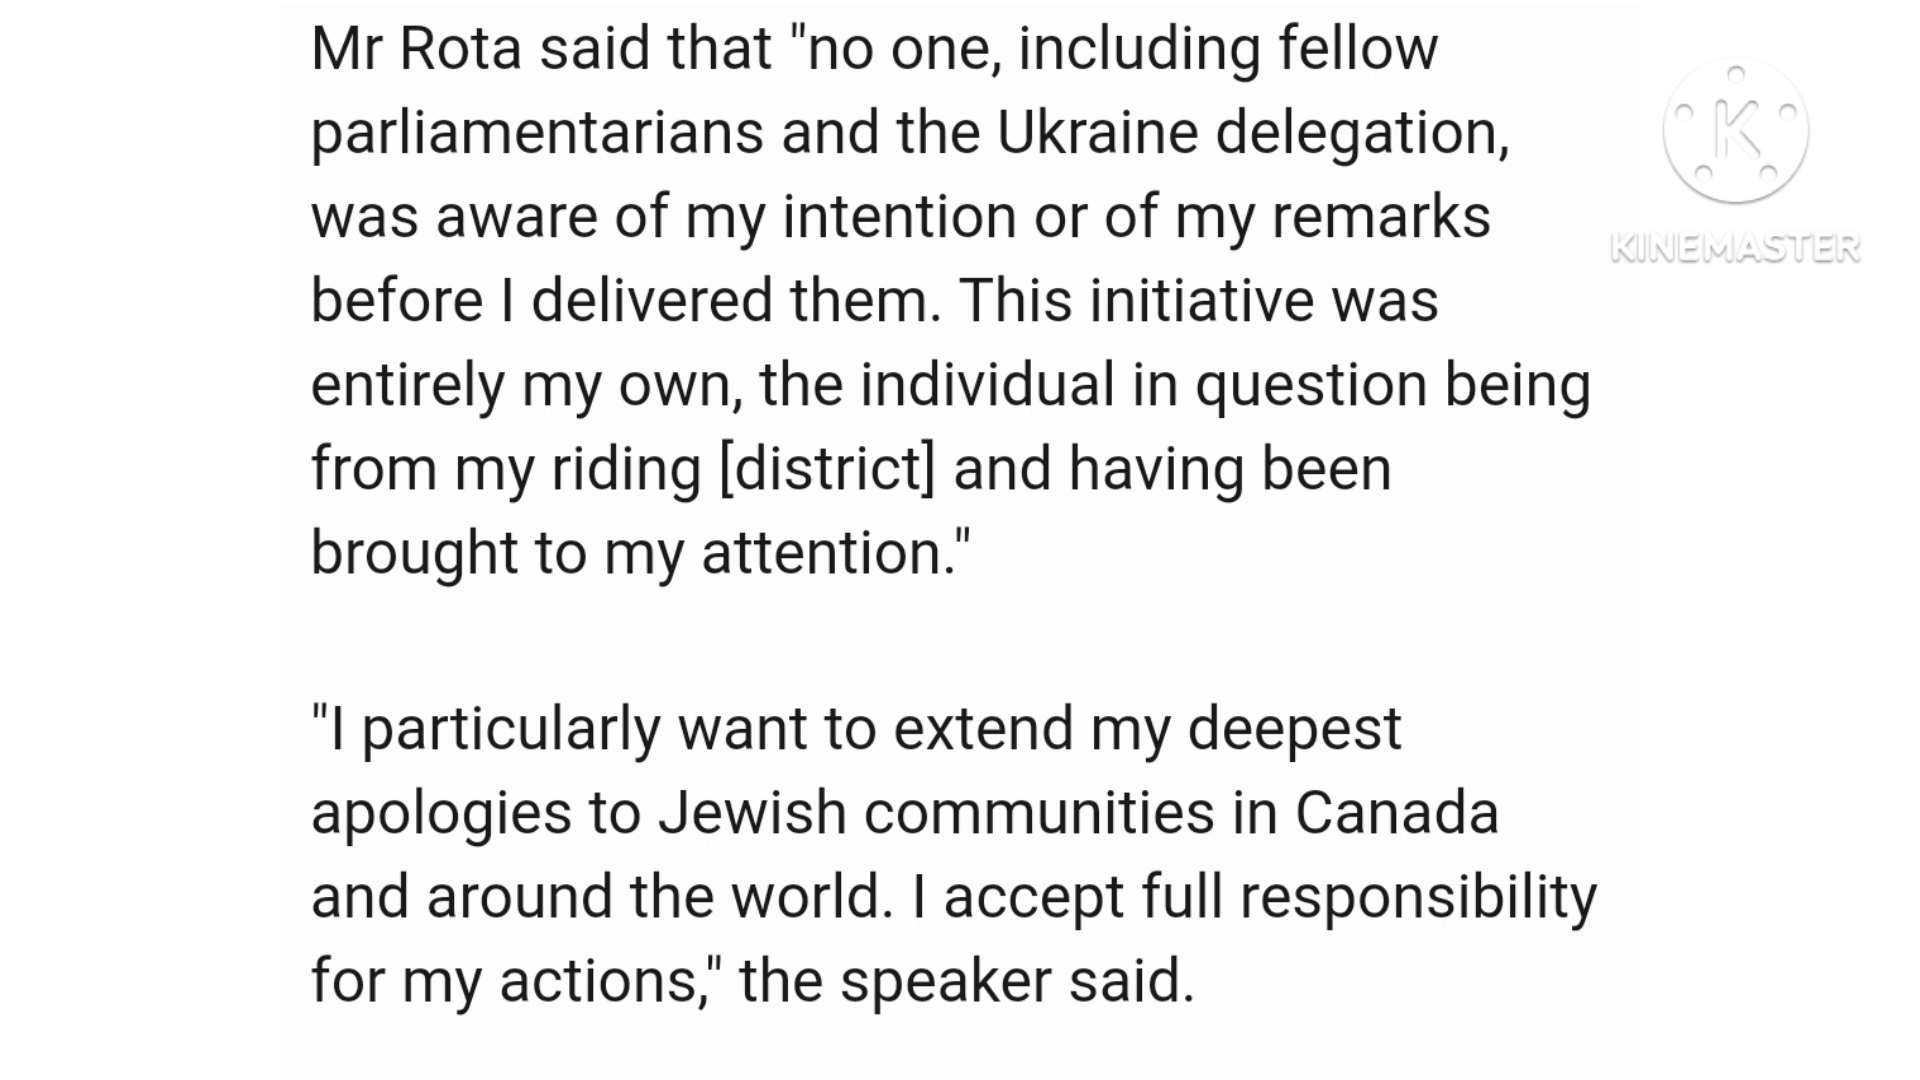 Mr Rota said that "no one, including fellow
parliamentarians and the Ukraine delegation,
was aware of my intention or of my remarks
before I delivered them. This initiative was
entirely my own, the individual in question being
from my riding [district] and having been
brought to my attention."
"I particularly want to extend my deepest
apologies to Jewish communities in Canada
and around the world. I accept full responsibility
for my actions," the speaker said.
K
KINEMASTER